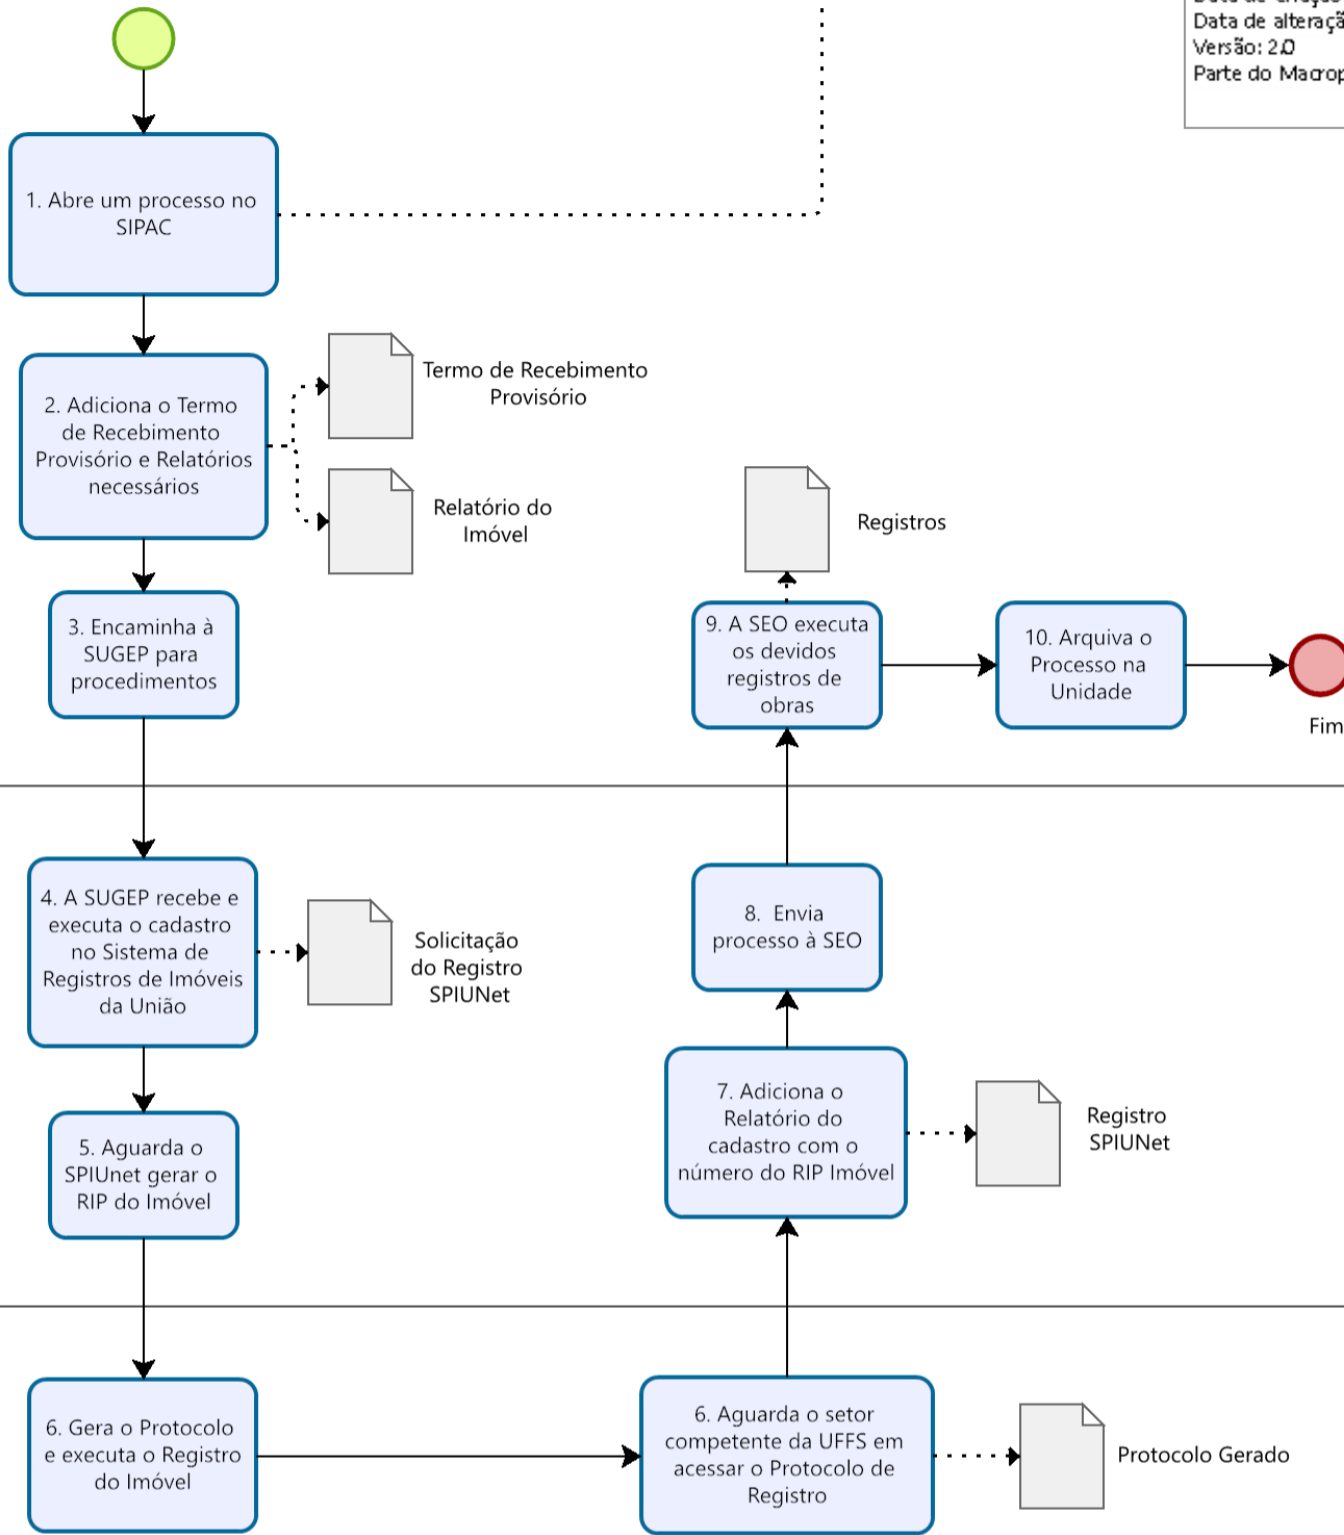 Data de alteraçã
Versão: 2.0
Parte do Macrop
1. Abre um processo no
SIPAC
2. Adiciona o Termo
de Recebimento
Provisório e Relatórios
necessários
Termo de Recebimento
Provisório
Relatório do
Imóvel
3. Encaminha à
SUGEP para
procedimentos
Registros
9. A SEO executa
os devidos
registros de
obras
10. Arquiva o
Processo na
Unidade
Fim
4. A SUGEP recebe e
executa o cadastro
no Sistema de
Registros de Imóveis
da União
Solicitação
do Registro
SPIUNet
8. Envia
processo à SEO
5. Aguarda o
SPIUnet gerar o
RIP do Imóvel
7. Adiciona o
Relatório do
cadastro com o
número do RIP Imóvel
Registro
SPIUNet
6. Gera o Protocolo
e executa o Registro
do Imóvel
6. Aguarda o setor
competente da UFFS em
acessar o Protocolo de
Registro
Protocolo Gerado